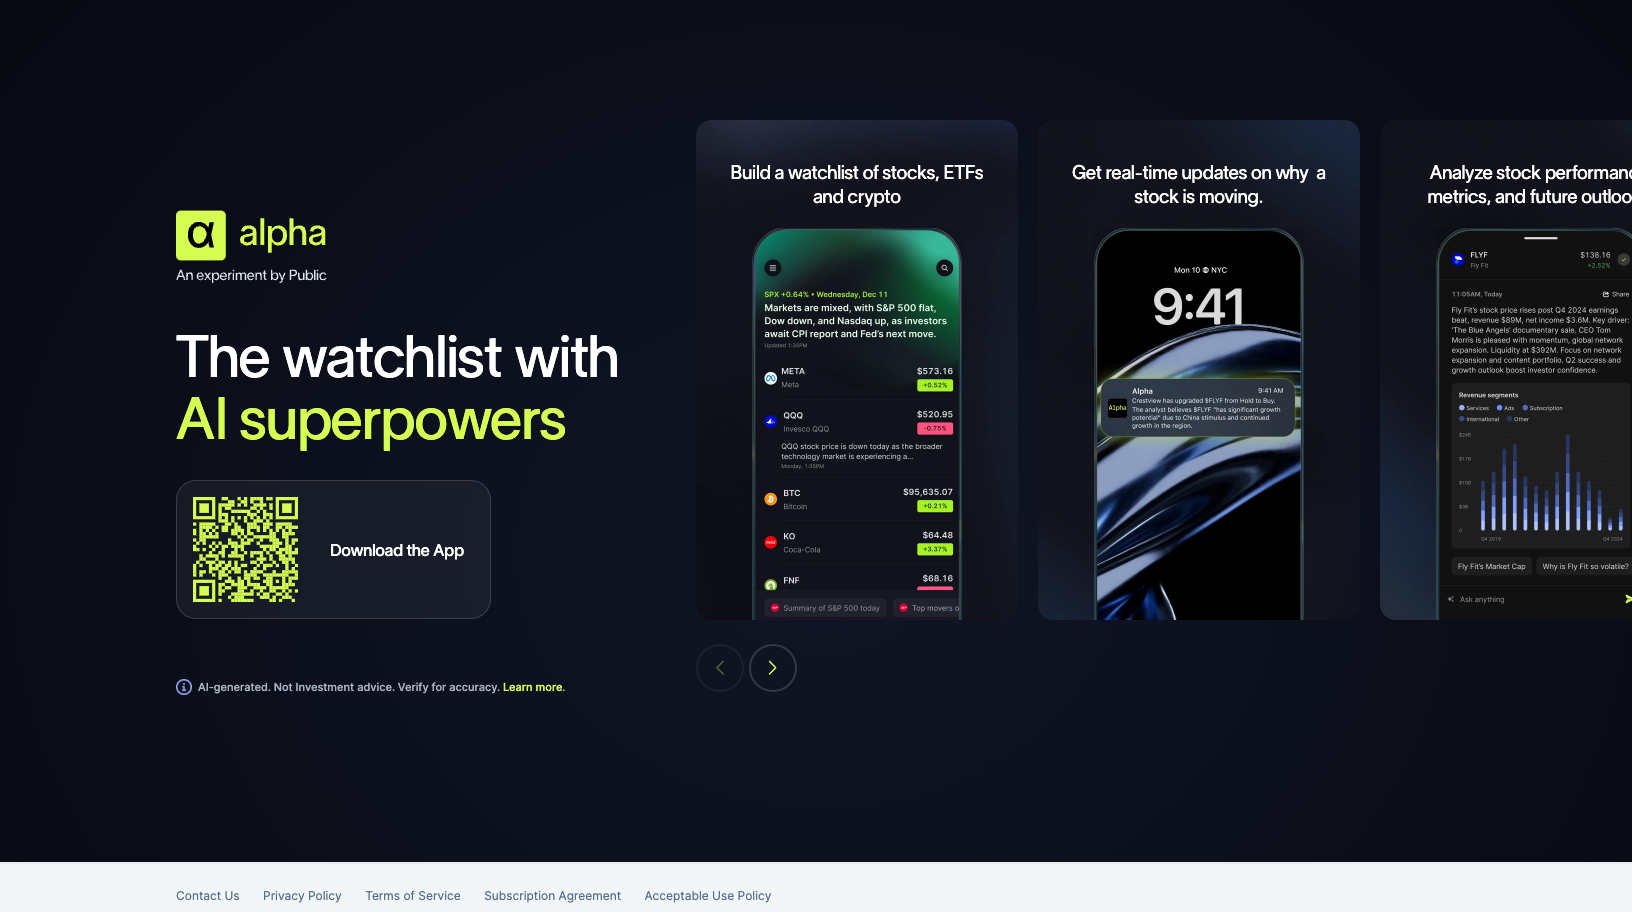 α alpha
An experiment by Public
The watchlist with
AI superpowers
Download the App
AI-generated. Not Investment advice. Verify for accuracy. Learn more.
Build a watchlist of stocks, ETFs
and crypto
SPX +0.64% • Wednesday, Dec 11
Markets are mixed, with S&P 500 flat,
Dow down, and Nasdaq up, as investors
await CPI report and Fed's next move.
Updated 1:35PM
META $573.16
Meta +0.52%
QQQ $520.95
Invesco QQQ -0.75%
QQQ stock price is down today as the broader
technology market is experiencing a...
Monday, 1:35PM
BTC $95,635.07
Bitcoin +0.21%
KO $64.48
Coca-Cola +3.37%
FNF $68.16
Summary of S&P 500 today Top movers o
Get real-time updates on why a
stock is moving.
Mon 10 NYC
9:41
Alpha 9:41 AM
Alpha
Crestview has upgraded $FLYF from Hold to Buy.
The analyst believes $FLYF "has significant growth
potential" due to China stimulus and continued
growth in the region.
Analyze stock performanc
metrics, and future outloo
FLYF $138.16
Fly Fit +2.52%
11:05AM, Today Share
Fly Fit's stock price rises post Q4 2024 earnings
beat, revenue $89M, net income $3.6M. Key driver:
'The Blue Angels' documentary sale. CEO Tom
Morris is pleased with momentum, global network
expansion. Liquidity at $392M. Focus on network
expansion and content portfolio. Q2 success and
growth outlook boost investor confidence.
Revenue segments
Services Ads Subscription
International Other
$24B
$17B
$10B
$3B
0
Q4 2019 Q4 2024
Fly Fit's Market Cap Why is Fly Fit so volatile?
Ask anything
Contact Us Privacy Policy Terms of Service Subscription Agreement Acceptable Use Policy